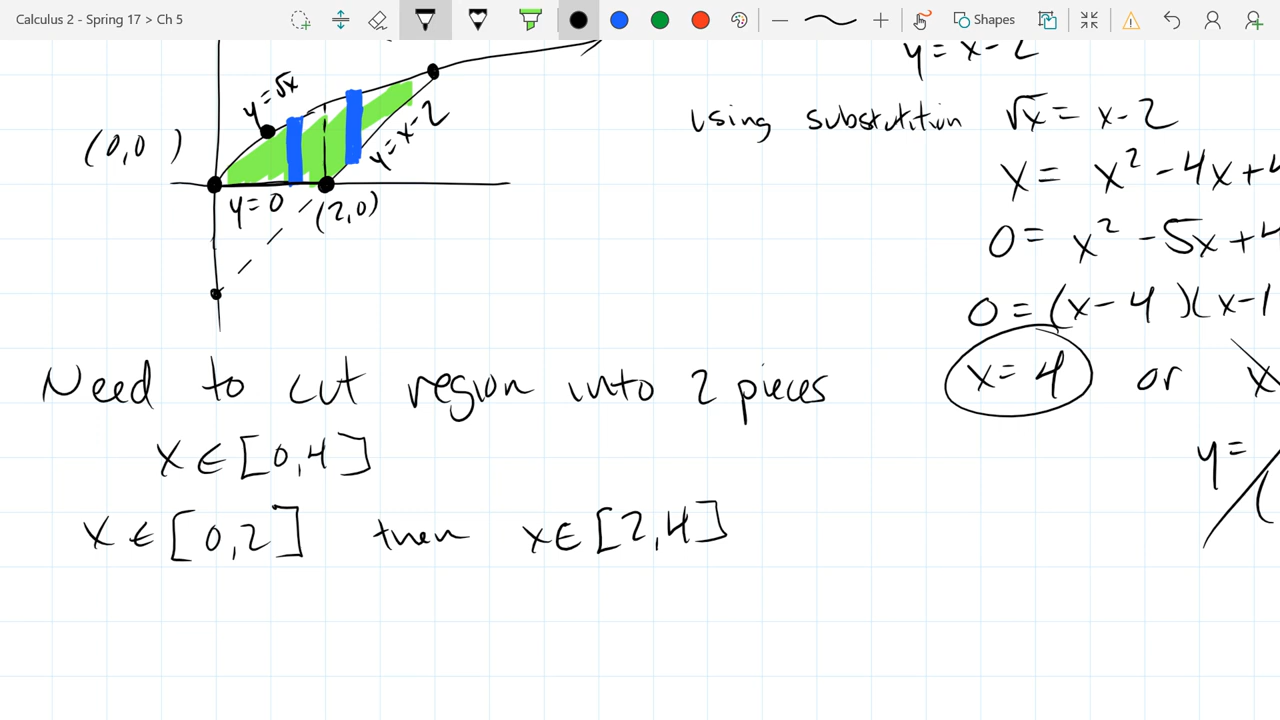 Calculus 2 - Spring 17 > Ch 5
Shapes
y = √x
(0,0 )
y = x - 2
y = 0
(2,0)
y = x - 2
using substutition √x = x - 2
x = x² - 4x + 4
0 = x² - 5x + 4
0 = (x - 4 )(x - 1
x = 4 or x
y =
Need to cut region into 2 pieces
x ∈ [0,4]
x ∈ [0,2] then x ∈ [2,4]